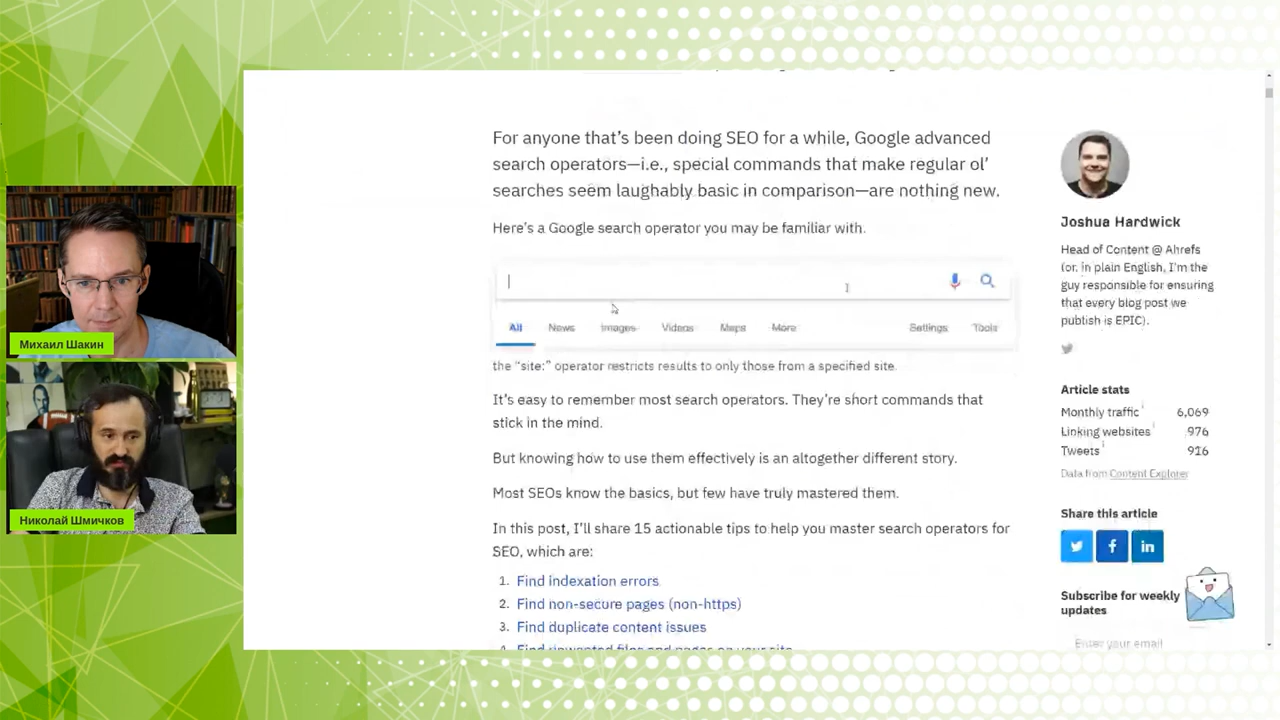 For anyone that's been doing SEO for a while, Google advanced
search operators—i.e., special commands that make regular ol'
searches seem laughably basic in comparison—are nothing new.
Here's a Google search operator you may be familiar with.
All News Images Videos Maps More Settings Tools
the "site:" operator restricts results to only those from a specified site.
It's easy to remember most search operators. They're short commands that
stick in the mind.
But knowing how to use them effectively is an altogether different story.
Most SEOs know the basics, but few have truly mastered them.
In this post, I'll share 15 actionable tips to help you master search operators for
SEO, which are:
1. Find indexation errors
2. Find non-secure pages (non-https)
3. Find duplicate content issues
4. Find unwanted files and pages on your site
Joshua Hardwick
Head of Content @ Ahrefs
(or, in plain English, I'm the
guy responsible for ensuring
that every blog post we
publish is EPIC).
Article stats
Monthly traffic i 6,069
Linking websites i 976
Tweets i 916
Data from Content Explorer
Share this article
Subscribe for weekly
updates
Enter your email
Михаил Шакин
Николай Шмичков